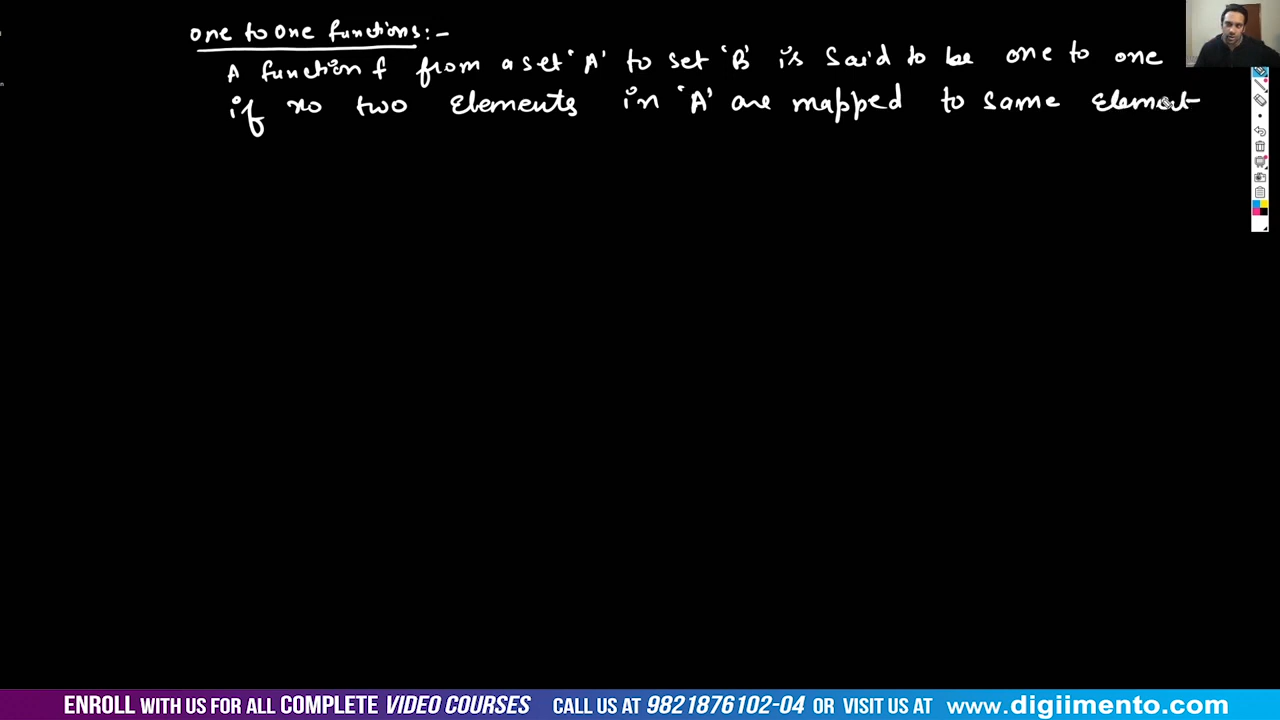 one to one functions:-
A function f from a set 'A' to set 'B' is said to be one to one
if no two Elements in 'A' are mapped to same Element
ENROLL WITH US FOR ALL COMPLETE VIDEO COURSES CALL US AT 9821876102-04 OR VISIT US AT www.digiimento.com